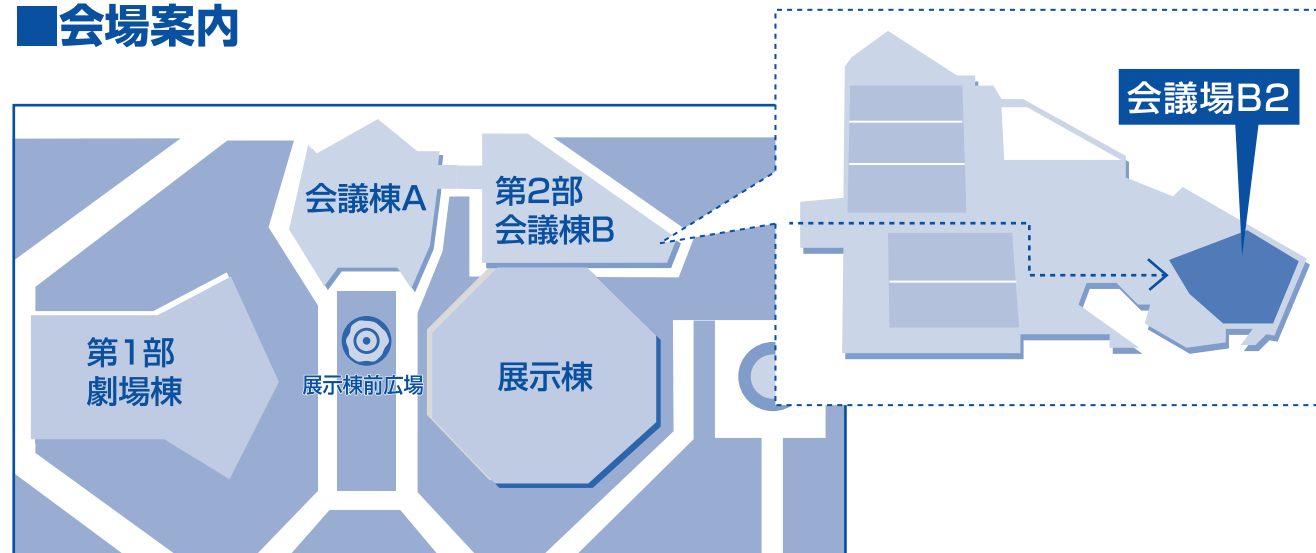 ■会場案内
会議場B2
会議棟A
第2部
会議棟B
第1部
劇場棟
展示棟前広場
展示棟